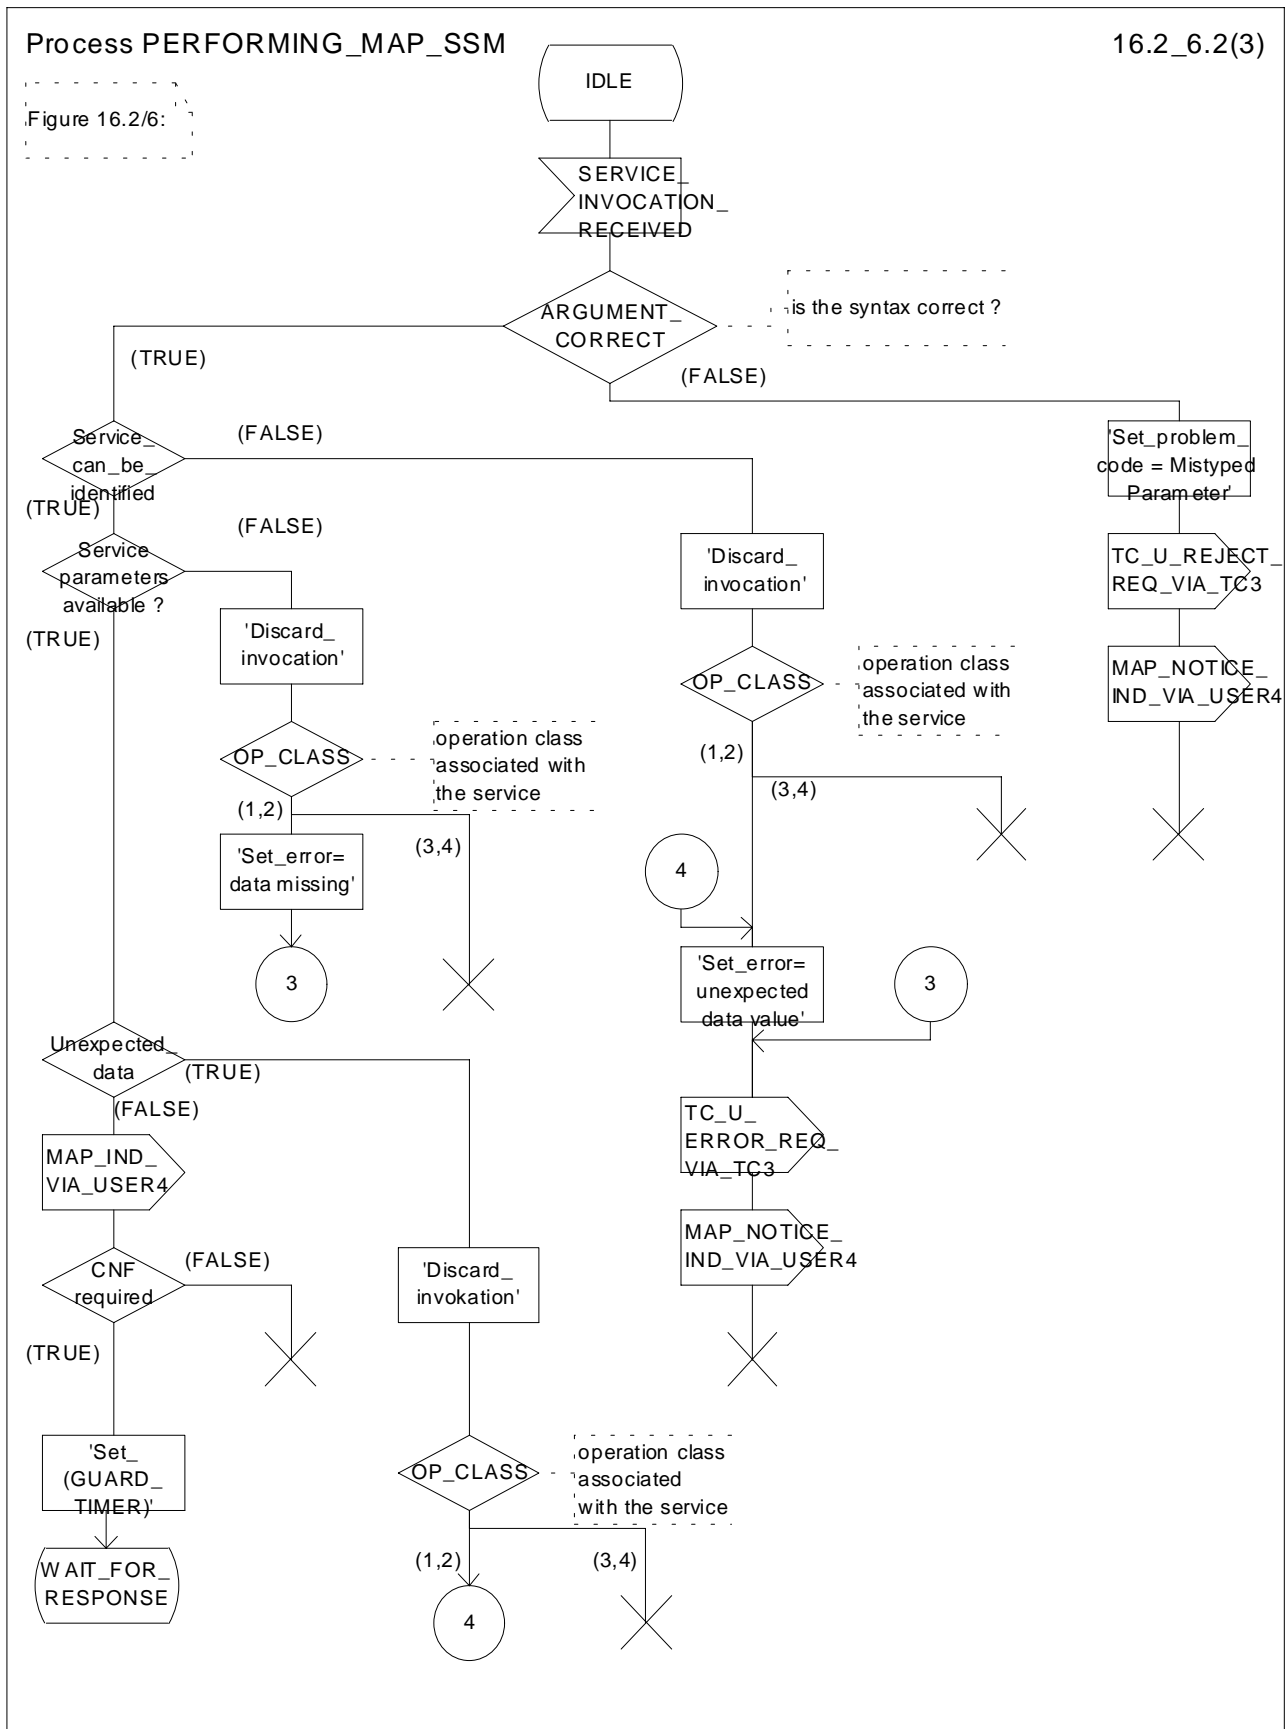 Process PERFORMING_MAP_SSM
16.2_6.2(3)
Figure 16.2/6:
IDLE
SERVICE_
INVOCATION_
RECEIVED
ARGUMENT_
CORRECT
is the syntax correct ?
(TRUE)
(FALSE)
Service_
can_be_
identified
(FALSE)
'Set_problem_
code = Mistyped
Parameter'
(TRUE)
Service
parameters
available ?
(FALSE)
'Discard_
invocation'
TC_U_REJECT_
REQ_VIA_TC3
(TRUE)
'Discard_
invocation'
OP_CLASS
operation class
associated with
the service
MAP_NOTICE_
IND_VIA_USER4
OP_CLASS
operation class
associated with
the service
(1,2)
(3,4)
(1,2)
(3,4)
'Set_error=
data missing'
4
3
'Set_error=
unexpected
data value'
3
Unexpected_
data
(TRUE)
(FALSE)
TC_U_
ERROR_REQ_
VIA_TC3
MAP_IND_
VIA_USER4
MAP_NOTICE_
IND_VIA_USER4
CNF
required
(FALSE)
'Discard_
invokation'
(TRUE)
'Set_
(GUARD_
TIMER)'
OP_CLASS
operation class
associated
with the service
(1,2)
(3,4)
WAIT_FOR_
RESPONSE
4